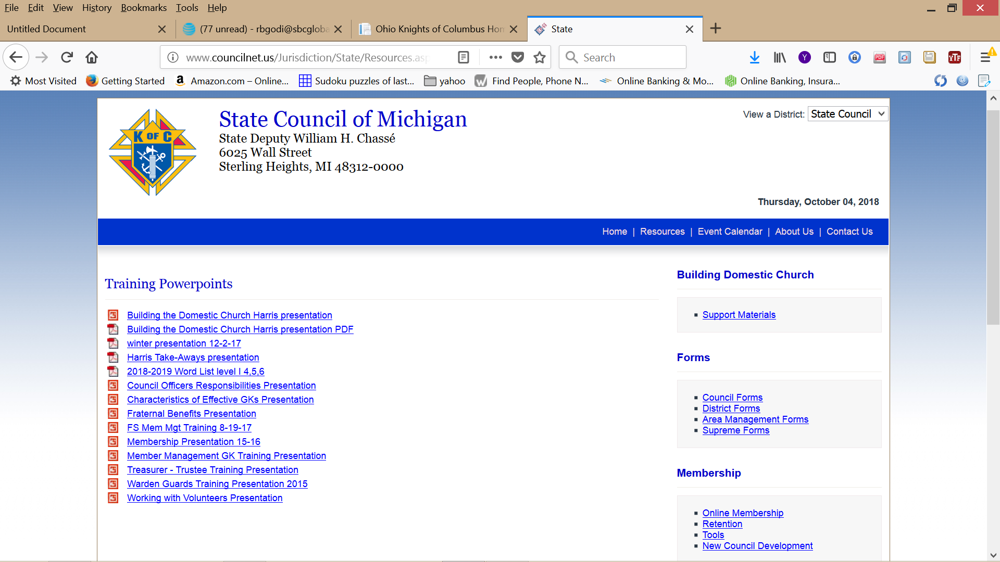 File Edit View History Bookmarks Tools Help
Untitled Document
(77 unread) - rbgodi@sbcgloba
Ohio Knights of Columbus Hom
State
www.councilnet.us/Jurisdiction/State/Resources.asp
Search
Y
PDF
YTF
Most Visited
Getting Started
Amazon.com – Online...
Sudoku puzzles of last...
yahoo
Find People, Phone N...
Online Banking & Mo...
Online Banking, Insura...
K OF C
State Council of Michigan
State Deputy William H. Chassé
6025 Wall Street
Sterling Heights, MI 48312-0000
View a District: State Council
Thursday, October 04, 2018
Home | Resources | Event Calendar | About Us | Contact Us
Training Powerpoints
Building the Domestic Church Harris presentation
Building the Domestic Church Harris presentation PDF
winter presentation 12-2-17
Harris Take-Aways presentation
2018-2019 Word List level I 4,5,6
Council Officers Responsibilities Presentation
Characteristics of Effective GKs Presentation
Fraternal Benefits Presentation
FS Mem Mgt Training 8-19-17
Membership Presentation 15-16
Member Management GK Training Presentation
Treasurer - Trustee Training Presentation
Warden Guards Training Presentation 2015
Working with Volunteers Presentation
Building Domestic Church
Support Materials
Forms
Council Forms
District Forms
Area Management Forms
Supreme Forms
Membership
Online Membership
Retention
Tools
New Council Development